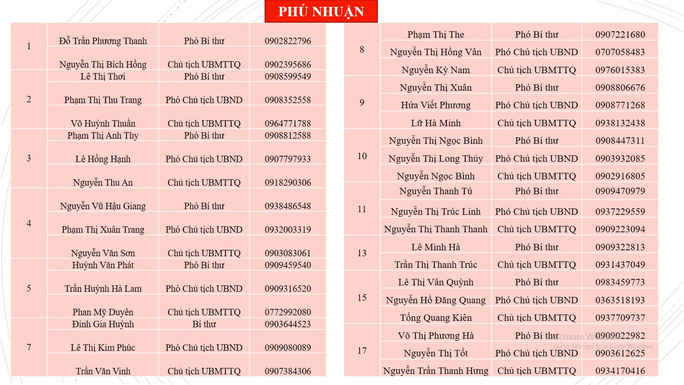 PHÚ NHUẬN
1
Đỗ Trần Phương Thanh Phó Bí thư 0902822796
Nguyễn Thị Bích Hồng Chủ tịch UBMTTQ 0902395686
2
Lê Thị Thơi Phó Bí thư 0908599549
Phạm Thị Thu Trang Phó Chủ tịch UBND 0908352558
Võ Huỳnh Thuấn Chủ tịch UBMTTQ 0964771788
3
Phạm Thị Anh Thy Phó Bí thư 0908812588
Lê Hồng Hạnh Phó Chủ tịch UBND 0907797933
Nguyễn Thu An Chủ tịch UBMTTQ 0918290306
4
Nguyễn Vũ Hậu Giang Phó Bí thư 0938486548
Phạm Thị Xuân Trang Phó Chủ tịch UBND 0932003319
Nguyễn Văn Sơn Chủ tịch UBMTTQ 0903083061
5
Huỳnh Văn Phát Phó Bí thư 0909459540
Trần Huỳnh Hà Lam Phó Chủ tịch UBND 0909316520
Phan Mỹ Duyên Chủ tịch UBMTTQ 0772992080
7
Đinh Gia Huỳnh Bí thư 0903644523
Lê Thị Kim Phúc Phó Chủ tịch UBND 0909080089
Trần Văn Vinh Chủ tịch UBMTTQ 0907384306
8
Phạm Thị The Phó Bí thư 0907221680
Nguyễn Thị Hồng Vân Phó Chủ tịch UBND 0707058483
Nguyễn Kỳ Nam Chủ tịch UBMTTQ 0976015383
9
Nguyễn Thị Xuân Phó Bí thư 0908806676
Hứa Viết Phương Phó Chủ tịch UBND 0908771268
Lữ Hà Minh Chủ tịch UBMTTQ 0938132438
10
Nguyễn Thị Ngọc Bình Phó Bí thư 0908447311
Nguyễn Thị Long Thủy Phó Chủ tịch UBND 0903932085
Nguyễn Ngọc Bình Chủ tịch UBMTTQ 0902916805
11
Nguyễn Thanh Tú Phó Bí thư 0909470979
Nguyễn Thị Trúc Linh Phó Chủ tịch UBND 0937229559
Nguyễn Thị Thanh Thanh Chủ tịch UBMTTQ 0909223094
13
Lê Minh Hà Phó Bí thư 0909322813
Trần Thị Thanh Trúc Chủ tịch UBMTTQ 0931437049
15
Lê Thị Vân Quỳnh Phó Bí thư 0983459773
Nguyễn Hồ Đăng Quang Phó Chủ tịch UBND 0363518193
Tống Quang Kiên Chủ tịch UBMTTQ 0937709737
17
Võ Thị Phương Hà Phó Bí thư 0909022982
Nguyễn Thị Tốt Phó Chủ tịch UBND 0903612625
Nguyễn Trần Thanh Hưng Chủ tịch UBMTTQ 0934170416